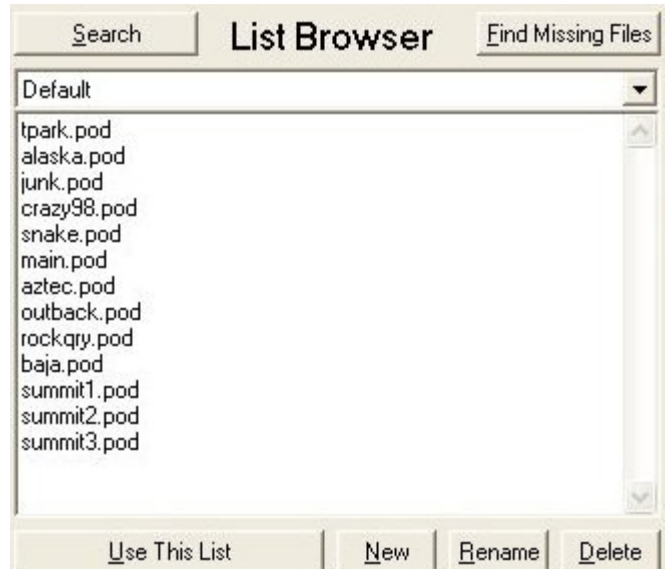 Search
List Browser
Find Missing Files
Default
tpark.pod
alaska.pod
junk.pod
crazy98.pod
snake.pod
main.pod
aztec.pod
outback.pod
rockqry.pod
baja.pod
summit1.pod
summit2.pod
summit3.pod
Use This List
New
Rename
Delete